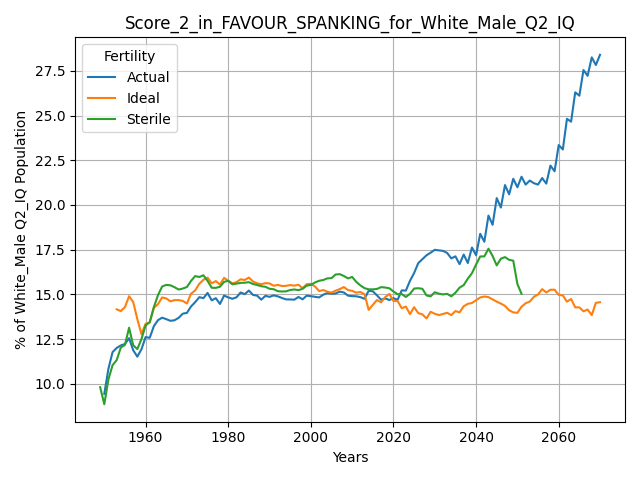 Score_2_in_FAVOUR_SPANKING_for_White_Male_Q2_IQ
% of White_Male Q2_IQ Population
27.5
25.0
22.5
20.0
17.5
15.0
12.5
10.0
Fertility
Actual
Ideal
Sterile
1960
1980
2000
2020
2040
2060
Years